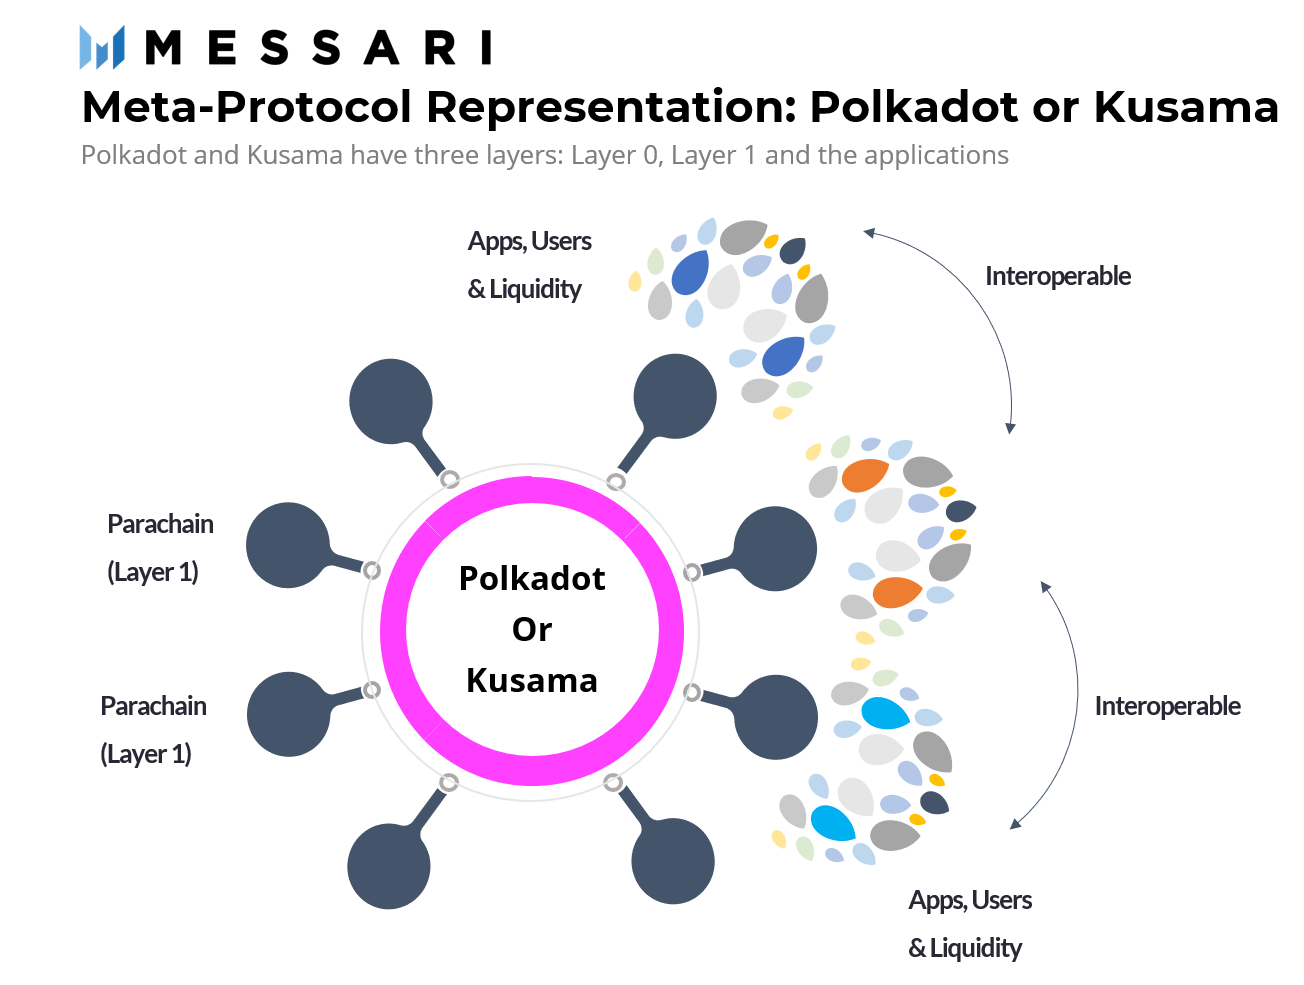 MESSARI
Meta-Protocol Representation: Polkadot or Kusama
Polkadot and Kusama have three layers: Layer 0, Layer 1 and the applications
Apps, Users
& Liquidity
Interoperable
Parachain
(Layer 1)
Polkadot
Or
Kusama
Parachain
(Layer 1)
Interoperable
Apps, Users
& Liquidity